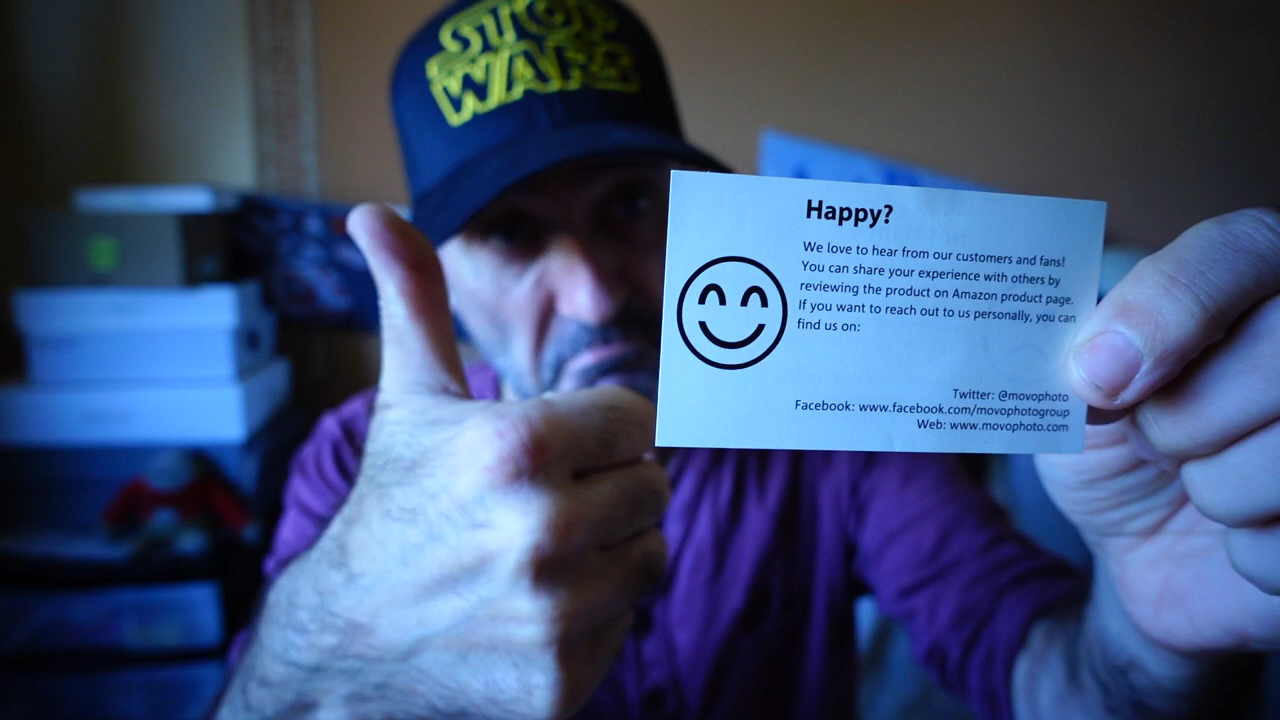 STOP
WARS
Happy?
We love to hear from our customers and fans!
You can share your experience with others by
reviewing the product on Amazon product page.
If you want to reach out to us personally, you can
find us on:
Twitter: @movophoto
Facebook: www.facebook.com/movophotogroup
Web: www.movophoto.com